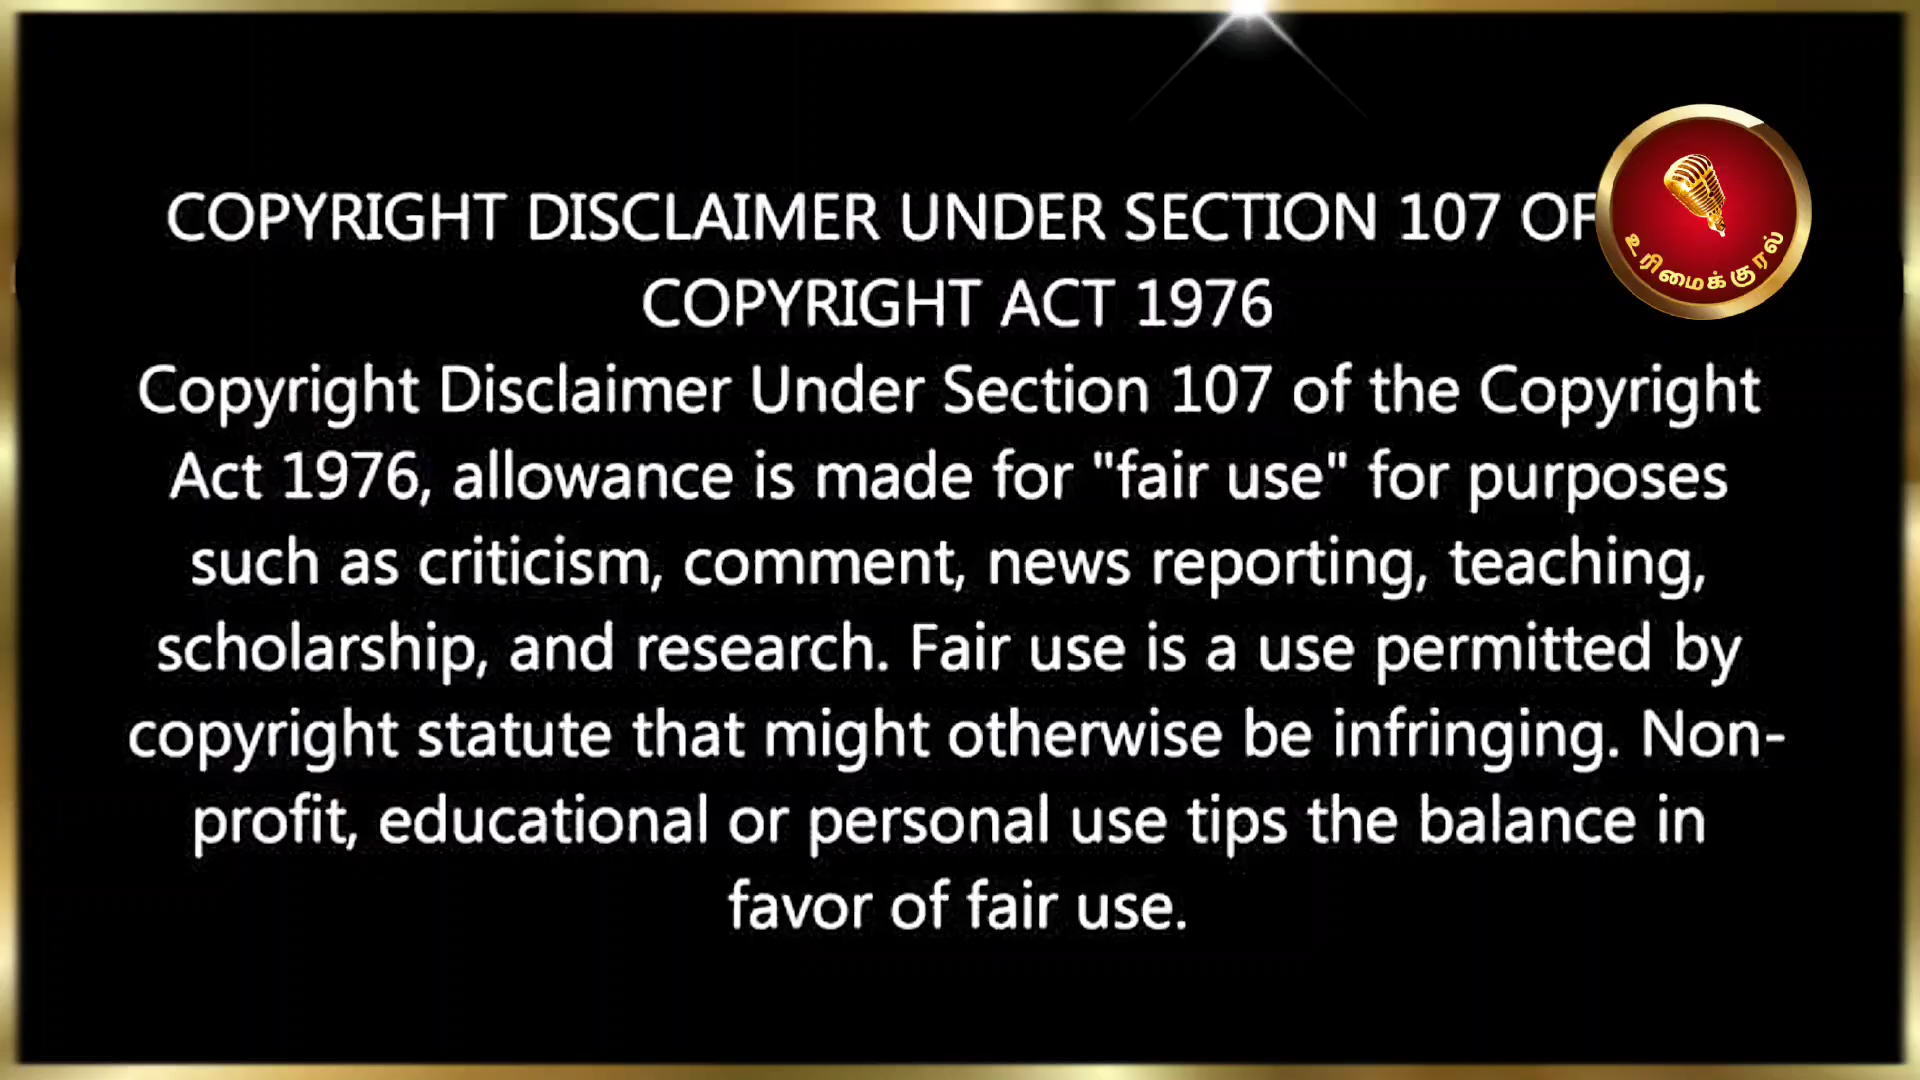 COPYRIGHT DISCLAIMER UNDER SECTION 107 OF
COPYRIGHT ACT 1976
Copyright Disclaimer Under Section 107 of the Copyright
Act 1976, allowance is made for "fair use" for purposes
such as criticism, comment, news reporting, teaching,
scholarship, and research. Fair use is a use permitted by
copyright statute that might otherwise be infringing. Non-
profit, educational or personal use tips the balance in
favor of fair use.
உரிமைக்குரல்